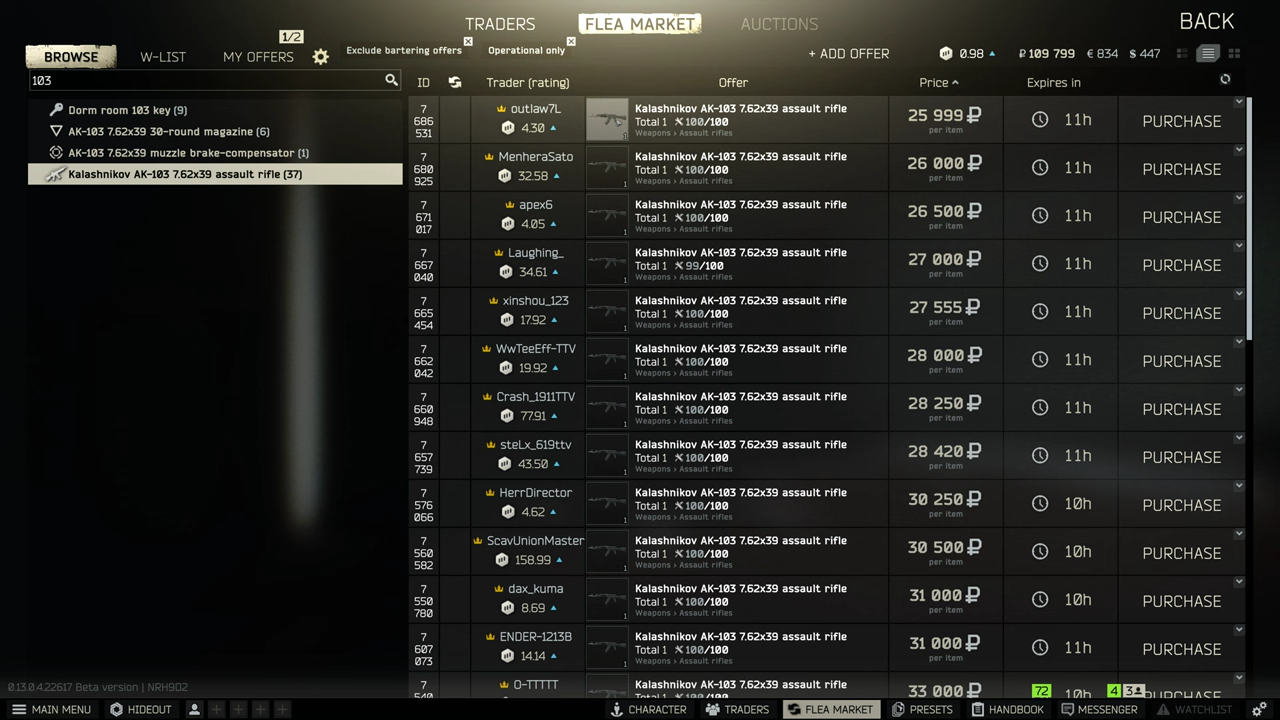 TRADERS FLEA MARKET AUCTIONS BACK
1/2
BROWSE W-LIST MY OFFERS Exclude bartering offers Operational only + ADD OFFER 0.98 ₽ 109 799 € 834 $ 447
103 ID Trader (rating) Offer Price Expires in
Dorm room 103 key (9)
AK-103 7.62x39 30-round magazine (6)
AK-103 7.62x39 muzzle brake-compensator (1)
Kalashnikov AK-103 7.62x39 assault rifle (37)
7 686 531 outlaw7L 4.30 1 Kalashnikov AK-103 7.62x39 assault rifle
Total 1 100/100
Weapons > Assault rifles
25 999 ₽ per item 11h PURCHASE
7 680 925 MenheraSato 32.58 1 Kalashnikov AK-103 7.62x39 assault rifle
Total 1 100/100
Weapons > Assault rifles
26 000 ₽ per item 11h PURCHASE
7 671 017 apex6 4.05 1 Kalashnikov AK-103 7.62x39 assault rifle
Total 1 100/100
Weapons > Assault rifles
26 500 ₽ per item 11h PURCHASE
7 667 040 Laughing_ 34.61 1 Kalashnikov AK-103 7.62x39 assault rifle
Total 1 99/100
Weapons > Assault rifles
27 000 ₽ per item 11h PURCHASE
7 665 454 xinshou_123 17.92 1 Kalashnikov AK-103 7.62x39 assault rifle
Total 1 100/100
Weapons > Assault rifles
27 555 ₽ per item 11h PURCHASE
7 662 042 WwTeeEff-TTV 19.92 1 Kalashnikov AK-103 7.62x39 assault rifle
Total 1 100/100
Weapons > Assault rifles
28 000 ₽ per item 11h PURCHASE
7 660 948 Crash_1911TTV 77.91 1 Kalashnikov AK-103 7.62x39 assault rifle
Total 1 100/100
Weapons > Assault rifles
28 250 ₽ per item 11h PURCHASE
7 657 739 steLx_619ttv 43.50 1 Kalashnikov AK-103 7.62x39 assault rifle
Total 1 100/100
Weapons > Assault rifles
28 420 ₽ per item 11h PURCHASE
7 576 066 HerrDirector 4.62 1 Kalashnikov AK-103 7.62x39 assault rifle
Total 1 100/100
Weapons > Assault rifles
30 250 ₽ per item 10h PURCHASE
7 560 582 ScavUnionMaster 158.99 1 Kalashnikov AK-103 7.62x39 assault rifle
Total 1 100/100
Weapons > Assault rifles
30 500 ₽ per item 10h PURCHASE
7 550 780 dax_kuma 8.69 1 Kalashnikov AK-103 7.62x39 assault rifle
Total 1 100/100
Weapons > Assault rifles
31 000 ₽ per item 10h PURCHASE
7 607 073 ENDER-1213B 14.14 1 Kalashnikov AK-103 7.62x39 assault rifle
Total 1 100/100
Weapons > Assault rifles
31 000 ₽ per item 11h PURCHASE
7 O-TTTTT Kalashnikov AK-103 7.62x39 assault rifle
Total 1 100/100
33 000 ₽ 10h PURCHASE
0.13.0.4.22617 Beta version | NRH9D2
72 4 3
MAIN MENU HIDEOUT CHARACTER TRADERS FLEA MARKET PRESETS HANDBOOK MESSENGER WATCHLIST